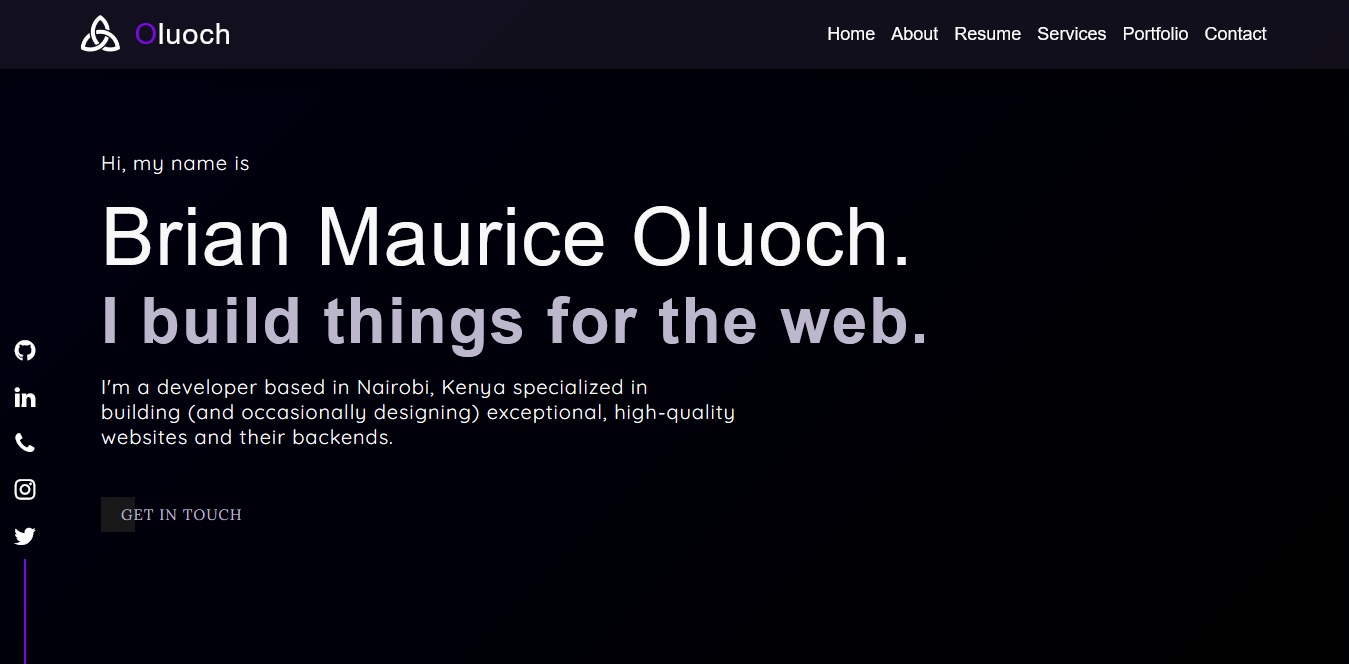 Oluoch
Home About Resume Services Portfolio Contact
Hi, my name is
Brian Maurice Oluoch.
I build things for the web.
I'm a developer based in Nairobi, Kenya specialized in
building (and occasionally designing) exceptional, high-quality
websites and their backends.
GET IN TOUCH